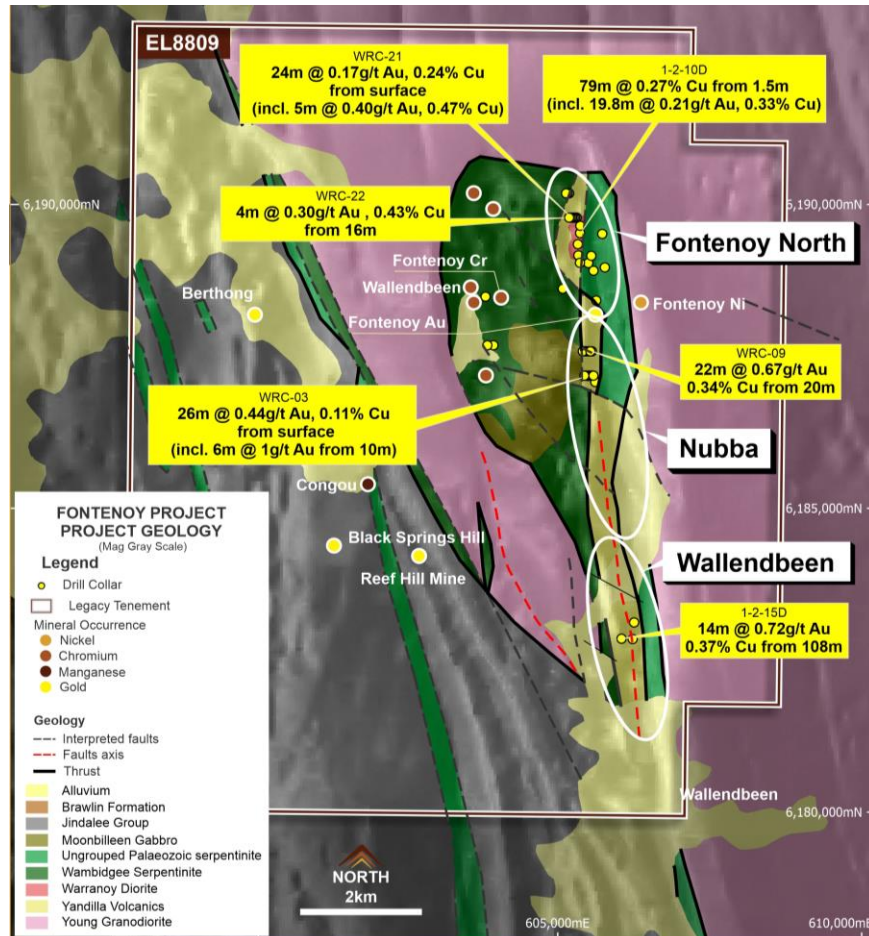 EL8809
WRC-21
24m @ 0.17g/t Au, 0.24% Cu
from surface
(incl. 5m @ 0.40g/t Au, 0.47% Cu)
1-2-10D
79m @ 0.27% Cu from 1.5m
(incl. 19.8m @ 0.21g/t Au, 0.33% Cu)
6,190,000mN
6,190,000mN
WRC-22
4m @ 0.30g/t Au , 0.43% Cu
from 16m
Fontenoy North
Fontenoy Cr
Wallendbeen
Berthong
Fontenoy Au
Fontenoy Ni
WRC-09
22m @ 0.67g/t Au
0.34% Cu from 20m
WRC-03
26m @ 0.44g/t Au, 0.11% Cu
from surface
(incl. 6m @ 1g/t Au from 10m)
Nubba
Congou
6,185,000mN
Black Springs Hill
Reef Hill Mine
Wallendbeen
1-2-15D
14m @ 0.72g/t Au
0.37% Cu from 108m
FONTENOY PROJECT
PROJECT GEOLOGY
(Mag Gray Scale)
Legend
Drill Collar
Legacy Tenement
Mineral Occurrence
Nickel
Chromium
Manganese
Gold
Geology
Interpreted faults
Faults axis
Thrust
Alluvium
Brawlin Formation
Jindalee Group
Moonbilleen Gabbro
Ungrouped Palaeozoic serpentinite
Wambidgee Serpentinite
Warranoy Diorite
Yandilla Volcanics
Young Granodiorite
Wallendbeen
6,180,000mN
NORTH
2km
605,000mE
610,000mE